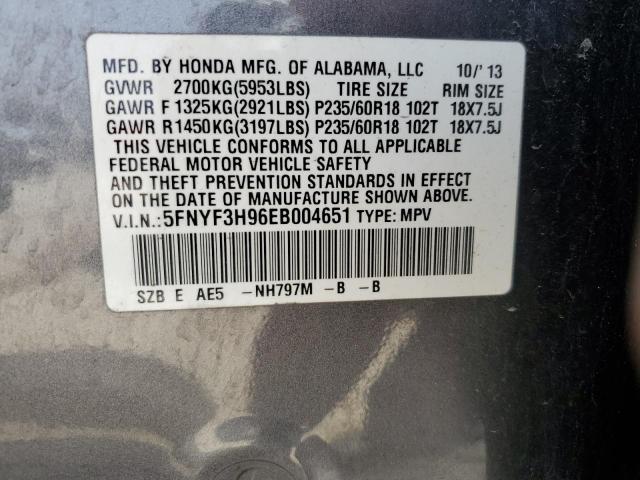 MFD. BY HONDA MFG. OF ALABAMA, LLC 10/'13
GVWR 2700KG(5953LBS) TIRE SIZE RIM SIZE
GAWR F 1325KG(2921LBS) P235/60R18 102T 18X7.5J
GAWR R1450KG(3197LBS) P235/60R18 102T 18X7.5J
THIS VEHICLE CONFORMS TO ALL APPLICABLE
FEDERAL MOTOR VEHICLE SAFETY
AND THEFT PREVENTION STANDARDS IN EFFECT
ON THE DATE OF MANUFACTURE SHOWN ABOVE.
V.I.N.:5FNYF3H96EB004651 TYPE: MPV
SZB E AE5 -NH797M -B -B